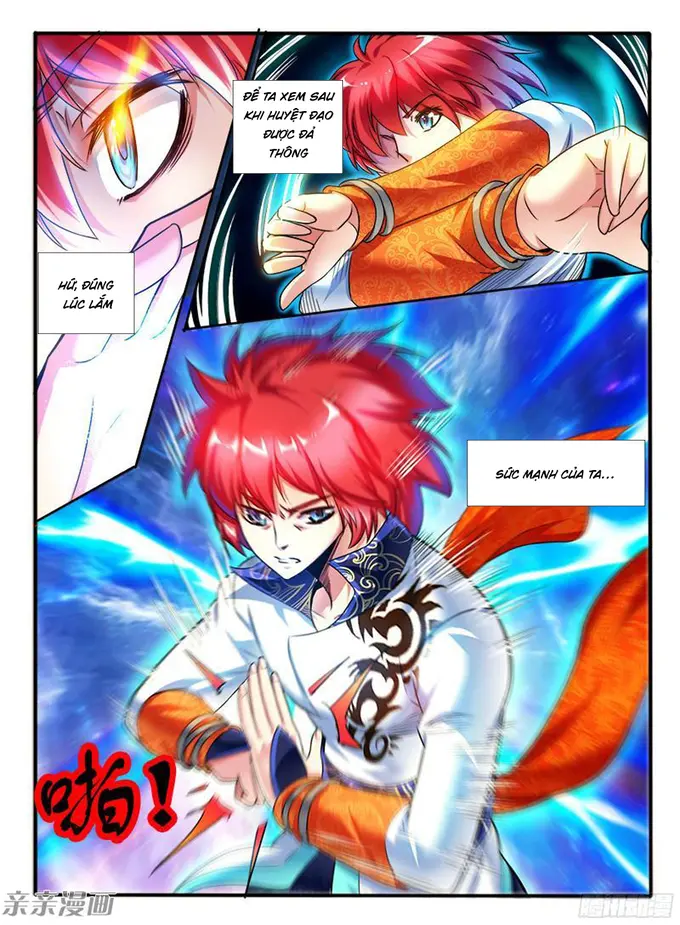 ĐỂ TA XEM SAU
KHI HUYỆT ĐẠO
ĐƯỢC ĐẢ
THÔNG
HỪ, ĐÚNG
LÚC LẮM
SỨC MẠNH CỦA TA...
啪!
亲亲漫画